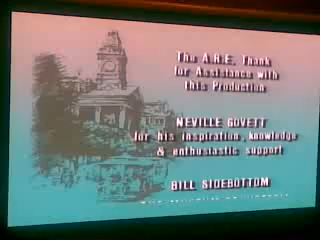 The A.R.E. Thank
for Assistance with
this Production
NEVILLE GOVETT
for his inspiration, knowledge
& enthusiastic support
BILL SIDEBOTTOM